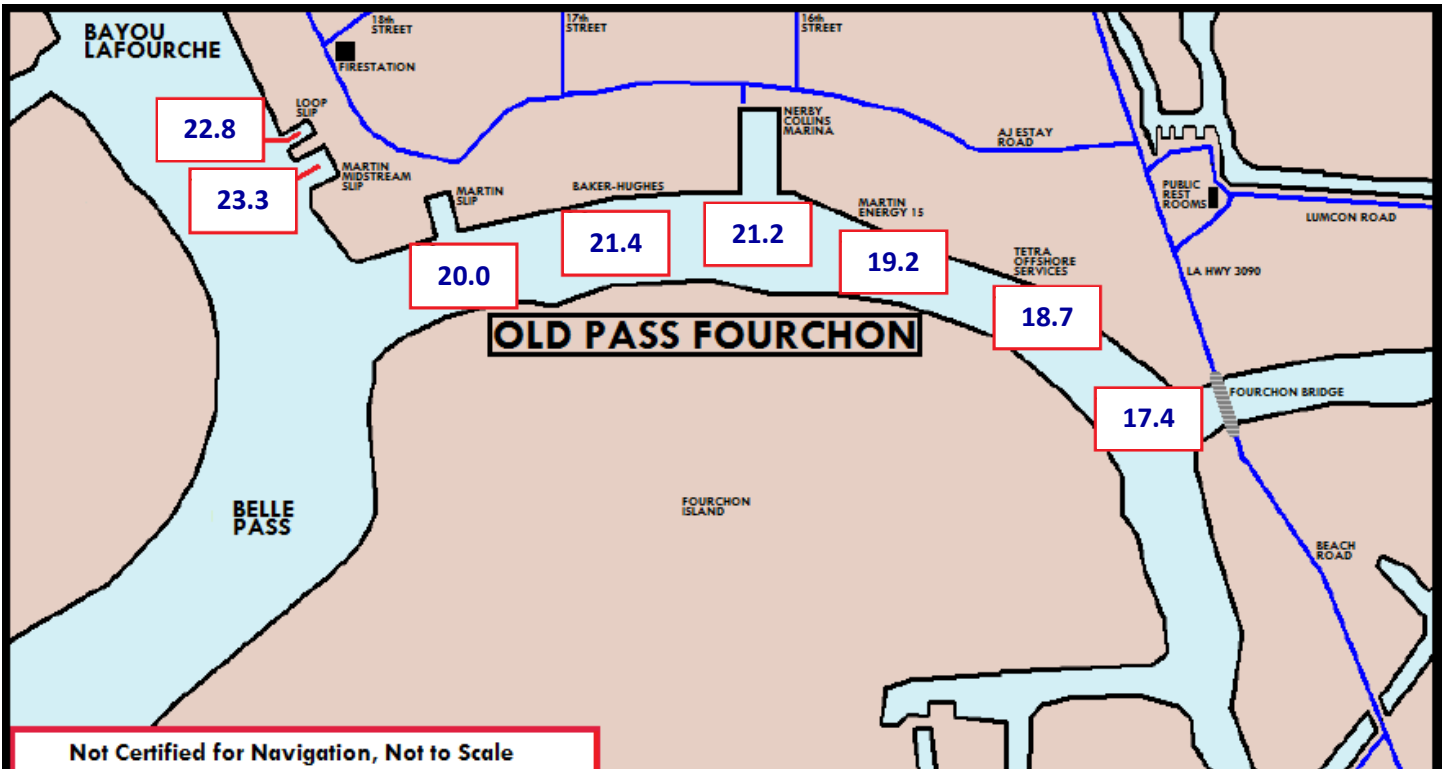 BAYOU
LAFOURCHE
18th
STREET
17th
STREET
16th
STREET
FIRESTATION
LOOP
SLIP
22.8
MARTIN
MIDSTREAM
SLIP
23.3
MARTIN
SLIP
BAKER-HUGHES
NERBY
COLLINS
MARINA
AJ ESTAY
ROAD
PUBLIC
REST
ROOMS
LUMCON ROAD
MARTIN
ENERGY 15
20.0
21.4
21.2
19.2
TETRA
OFFSHORE
SERVICES
18.7
LA HWY 3090
OLD PASS FOURCHON
17.4
FOURCHON BRIDGE
BELLE
PASS
FOURCHON
ISLAND
BEACH
ROAD
Not Certified for Navigation, Not to Scale